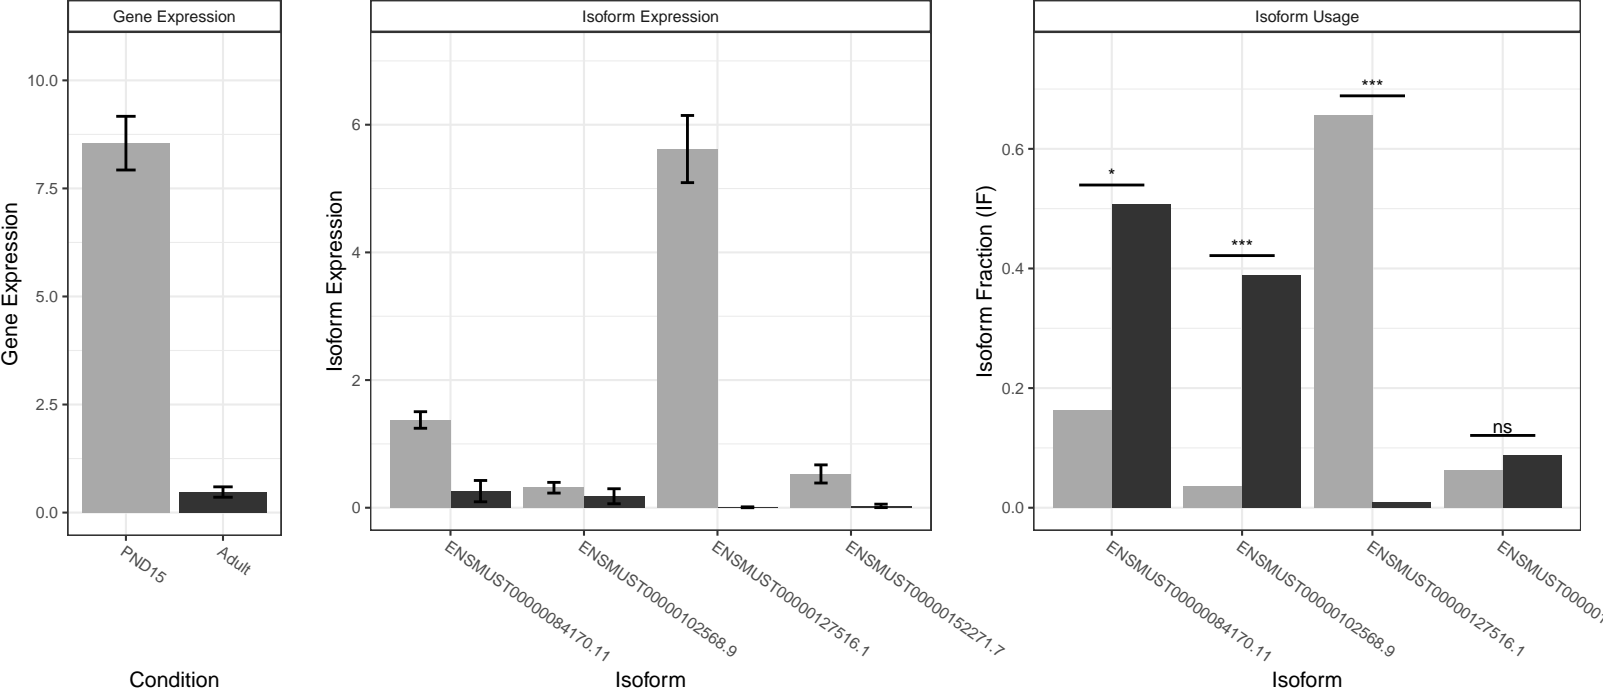 Gene Expression
10.0
7.5
5.0
2.5
0.0
Gene Expression
PND15
Adult
Condition
Isoform Expression
6
4
2
0
Isoform Expression
ENSMUST00000084170.11
ENSMUST00000102568.9
ENSMUST00000127516.1
ENSMUST00000152271.7
Isoform
Isoform Usage
0.6
0.4
0.2
0.0
Isoform Fraction (IF)
*
***
***
ns
ENSMUST00000084170.11
ENSMUST00000102568.9
ENSMUST00000127516.1
Isoform